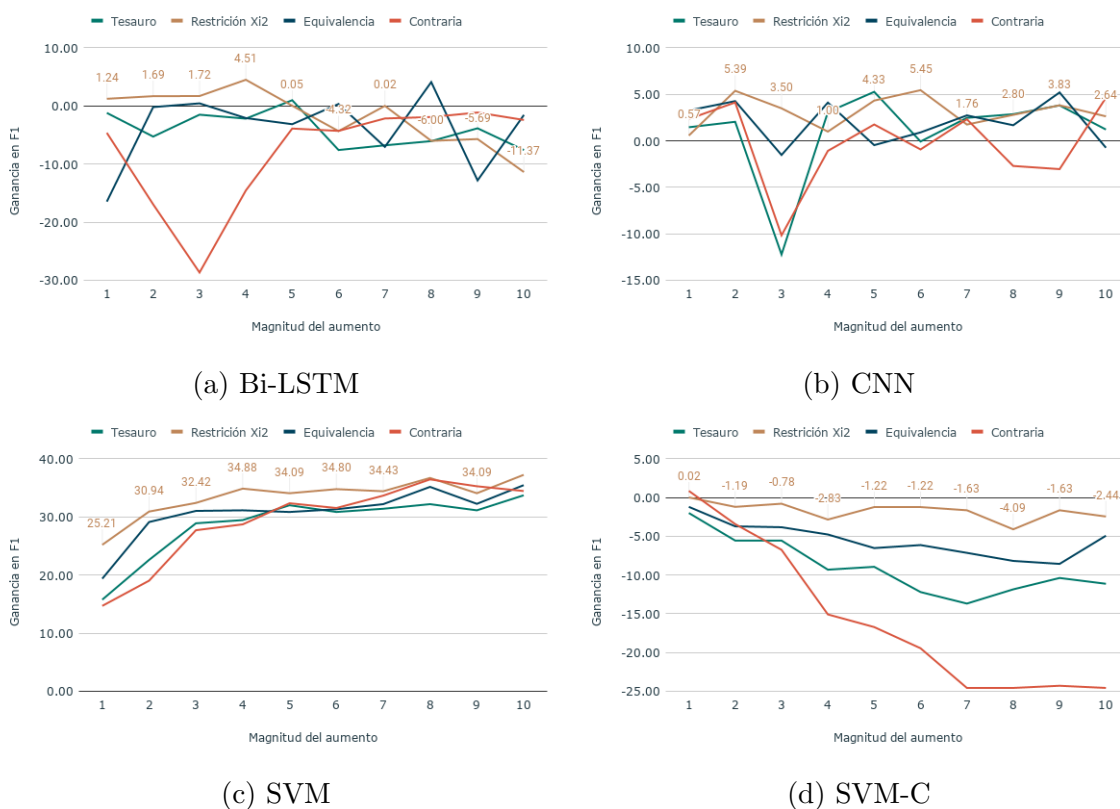 Tesauro Restrición Xi2 Equivalencia Contraria
Ganancia en F1
10.00
0.00
-10.00
-20.00
-30.00
1.24 1.69 1.72 4.51 0.05 -4.32 0.02 -6.00 -5.69 -11.37
1 2 3 4 5 6 7 8 9 10
Magnitud del aumento
(a) Bi-LSTM
Tesauro Restrición Xi2 Equivalencia Contraria
Ganancia en F1
10.00
5.00
0.00
-5.00
-10.00
-15.00
0.57 5.39 3.50 1.00 4.33 5.45 1.76 2.80 3.83 2.64
1 2 3 4 5 6 7 8 9 10
Magnitud del aumento
(b) CNN
Tesauro Restrición Xi2 Equivalencia Contraria
Ganancia en F1
40.00
30.00
20.00
10.00
0.00
25.21 30.94 32.42 34.88 34.09 34.80 34.43 34.09
1 2 3 4 5 6 7 8 9 10
Magnitud del aumento
(c) SVM
Tesauro Restrición Xi2 Equivalencia Contraria
Ganancia en F1
5.00
0.00
-5.00
-10.00
-15.00
-20.00
-25.00
0.02 -1.19 -0.78 -2.83 -1.22 -1.22 -1.63 -4.09 -1.63 -2.44
1 2 3 4 5 6 7 8 9 10
Magnitud del aumento
(d) SVM-C